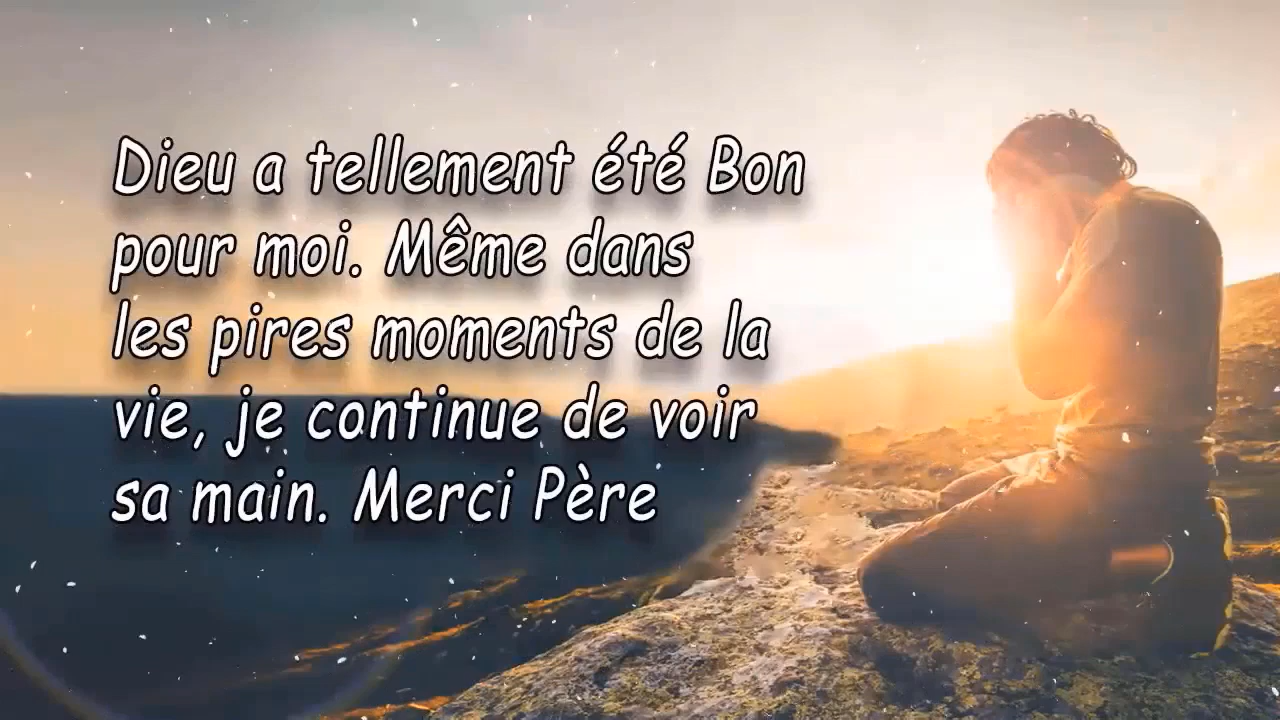 Dieu a tellement été Bon
pour moi. Même dans
les pires moments de la
vie, je continue de voir
sa main. Merci Père